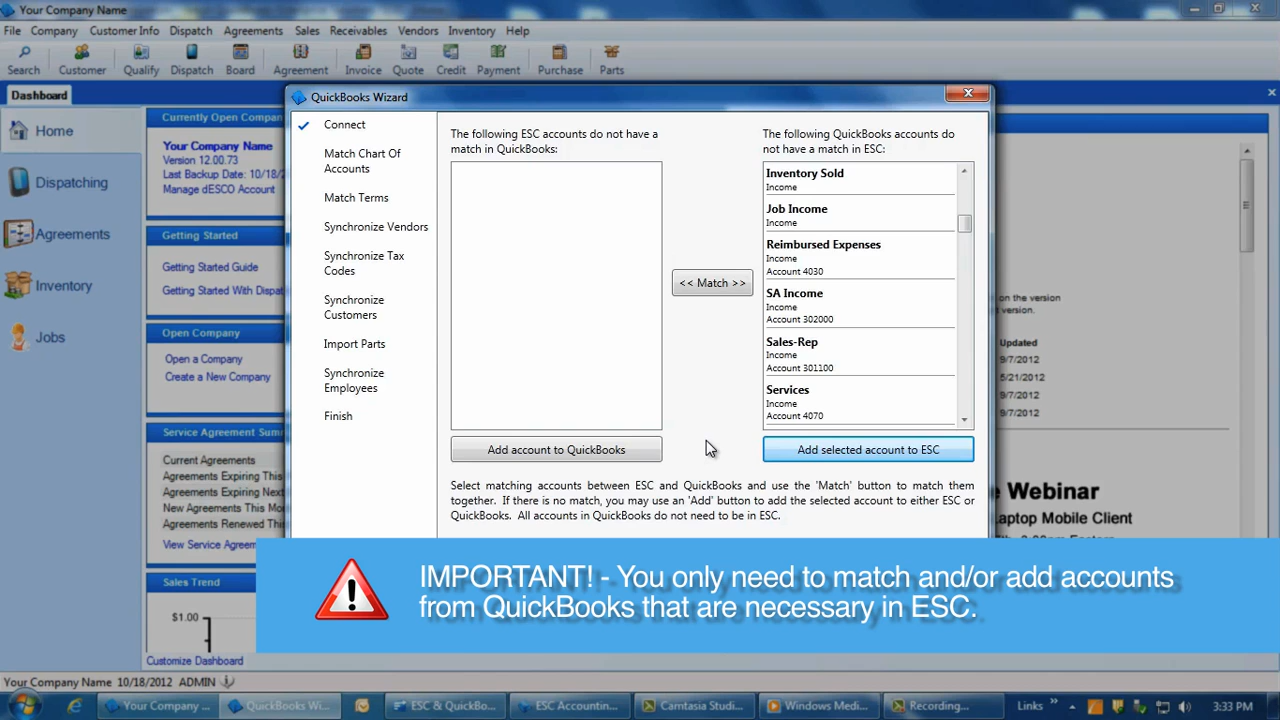 Your Company Name
File Company Customer Info Dispatch Agreements Sales Receivables Vendors Inventory Help
Search Customer Qualify Dispatch Board Agreement Invoice Quote Credit Payment Purchase Parts
Dashboard
Home
Dispatching
Agreements
Inventory
Jobs
Currently Open Compan
Your Company Name
Version 12.00.73
Last Backup Date: 10/18/2
Manage dESCO Account
Getting Started
Getting Started Guide
Getting Started With Dispat
Open Company
Open a Company
Create a New Company
Service Agreement Summ
Current Agreements
Agreements Expiring This
Agreements Expiring Next
New Agreements This Mo
Agreements Renewed This
View Service Agreem
Sales Trend
$1.00
Customize Dashboard
QuickBooks Wizard
Connect
Match Chart Of
Accounts
Match Terms
Synchronize Vendors
Synchronize Tax
Codes
Synchronize
Customers
Import Parts
Synchronize
Employees
Finish
The following ESC accounts do not have a
match in QuickBooks:
Add account to QuickBooks
<< Match >>
The following QuickBooks accounts do
not have a match in ESC:
Inventory Sold
Income
Job Income
Income
Reimbursed Expenses
Income
Account 4030
SA Income
Income
Account 302000
Sales-Rep
Income
Account 301100
Services
Income
Account 4070
Add selected account to ESC
Select matching accounts between ESC and QuickBooks and use the 'Match' button to match them
together. If there is no match, you may use an 'Add' button to add the selected account to either ESC or
QuickBooks. All accounts in QuickBooks do not need to be in ESC.
on the version
version.
Updated
9/7/2012
5/21/2012
9/7/2012
9/7/2012
e Webinar
aptop Mobile Client
IMPORTANT! - You only need to match and/or add accounts
from QuickBooks that are necessary in ESC.
Your Company Name 10/18/2012 ADMIN
Your Company ... QuickBooks Wi... ESC & QuickBo... ESC Accountin... Camtasia Studi... Windows Medi... Recording... Links 3:33 PM